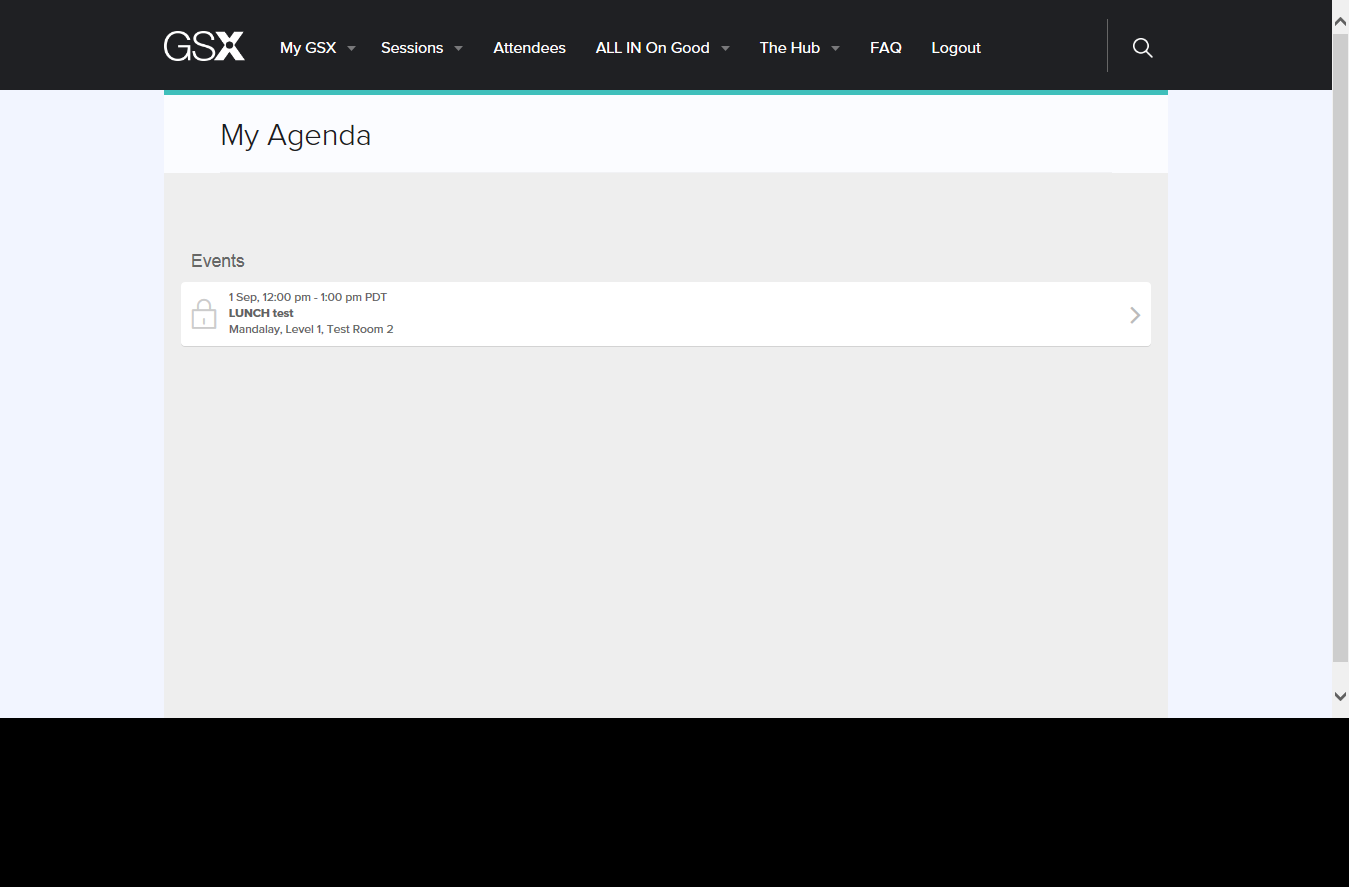 GSX My GSX Sessions Attendees ALL IN On Good The Hub FAQ Logout
My Agenda
Events
1 Sep, 12:00 pm - 1:00 pm PDT
LUNCH test
Mandalay, Level 1, Test Room 2